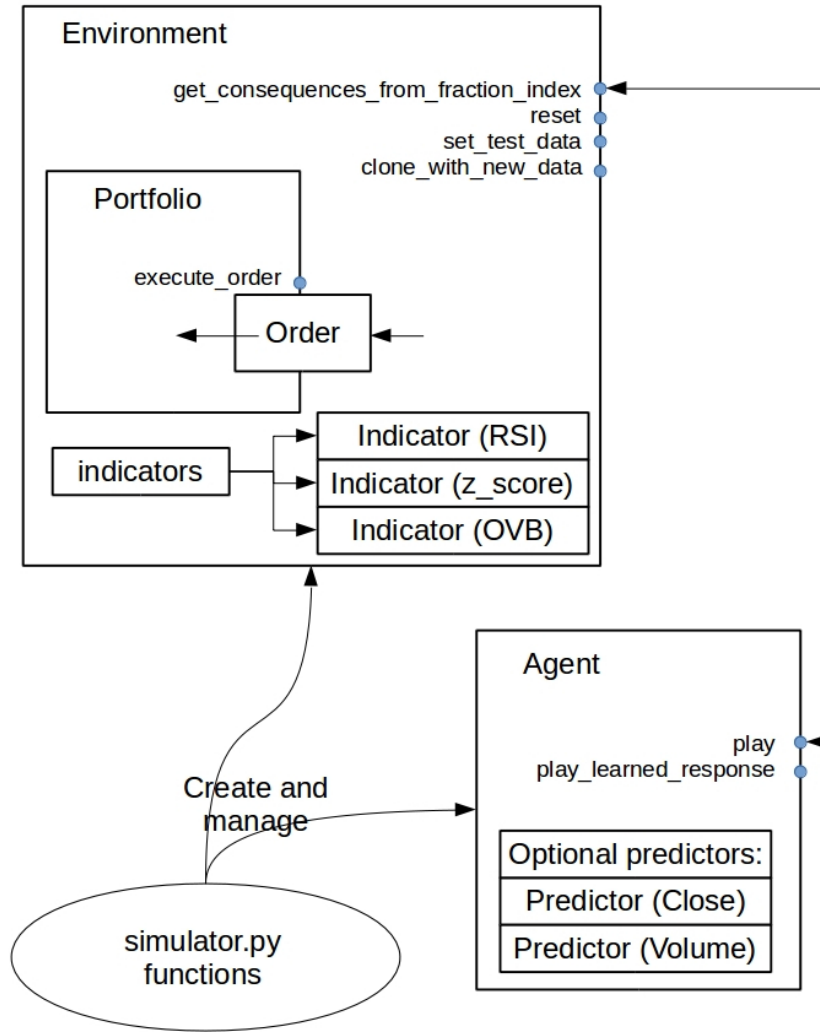 Environment
get_consequences_from_fraction_index
reset
set_test_data
clone_with_new_data
Portfolio
execute_order
Order
indicators
Indicator (RSI)
Indicator (z_score)
Indicator (OVB)
Agent
play
play_learned_response
Optional predictors:
Predictor (Close)
Predictor (Volume)
Create and
manage
simulator.py
functions